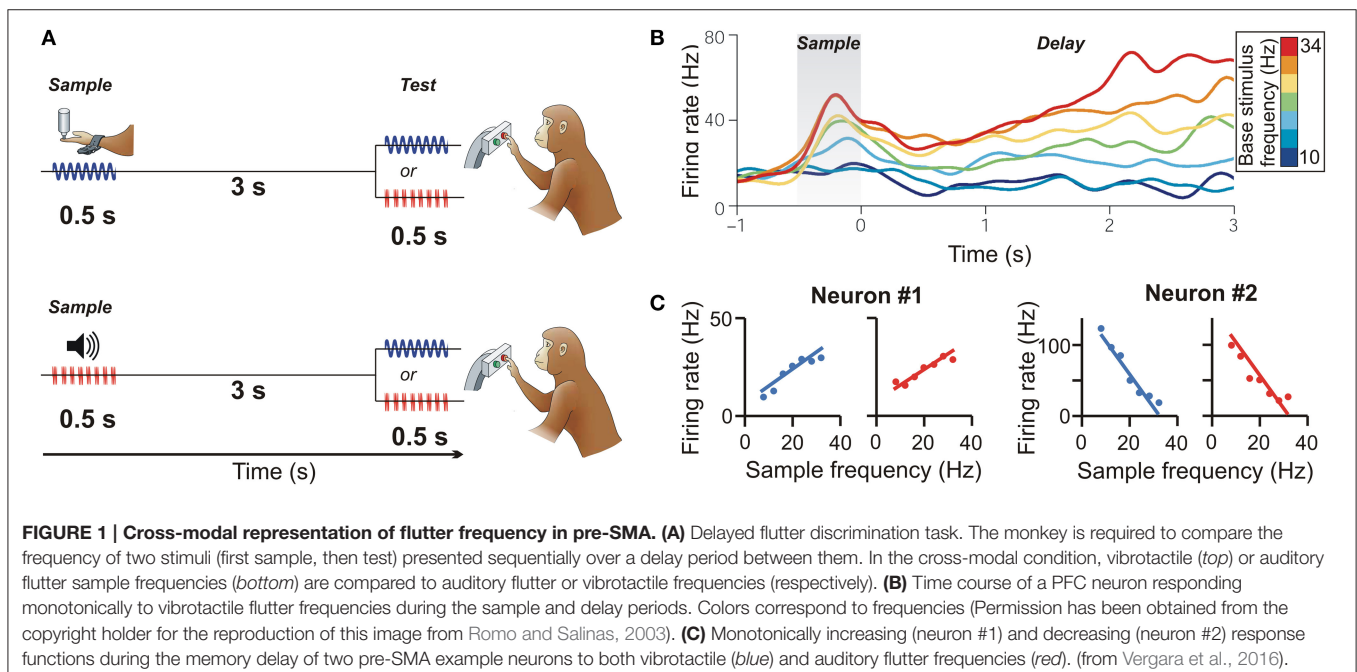 A
Sample
Test
or
3 s
0.5 s
0.5 s
Sample
or
3 s
0.5 s
0.5 s
Time (s)
B
Sample
Delay
Firing rate (Hz)
80
40
0
−1
0
1
2
3
Time (s)
Base stimulus
frequency (Hz)
34
10
C
Neuron #1
Neuron #2
Firing rate (Hz)
50
0
0
20
40
0
20
40
Sample frequency (Hz)
Firing rate (Hz)
100
0
0
20
40
0
20
40
Sample frequency (Hz)
FIGURE 1 | Cross-modal representation of flutter frequency in pre-SMA. (A) Delayed flutter discrimination task. The monkey is required to compare the
frequency of two stimuli (first sample, then test) presented sequentially over a delay period between them. In the cross-modal condition, vibrotactile (top) or auditory
flutter sample frequencies (bottom) are compared to auditory flutter or vibrotactile frequencies (respectively). (B) Time course of a PFC neuron responding
monotonically to vibrotactile flutter frequencies during the sample and delay periods. Colors correspond to frequencies (Permission has been obtained from the
copyright holder for the reproduction of this image from Romo and Salinas, 2003). (C) Monotonically increasing (neuron #1) and decreasing (neuron #2) response
functions during the memory delay of two pre-SMA example neurons to both vibrotactile (blue) and auditory flutter frequencies (red). (from Vergara et al., 2016).